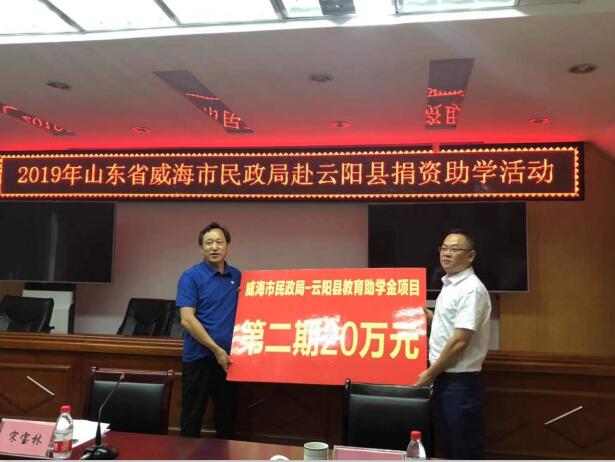 2019年山东省威海市民政局赴云阳县捐资助学活动
威海市民政局-云阳县教育助学金项目
第二期20万元
宋宝林